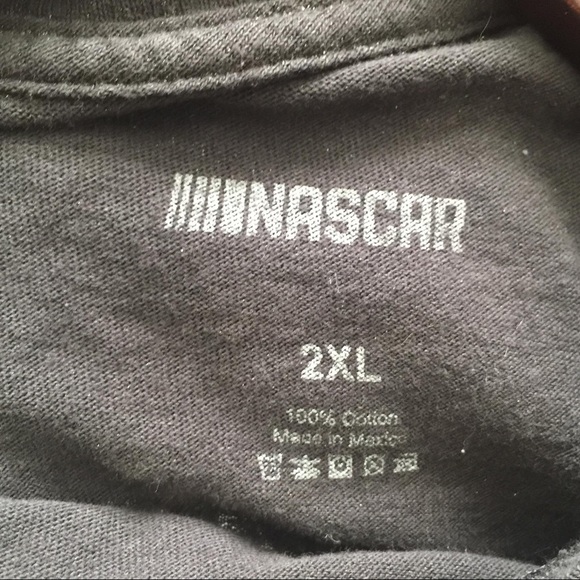 NASCAR
2XL
100% Cotton
Made in Mexico